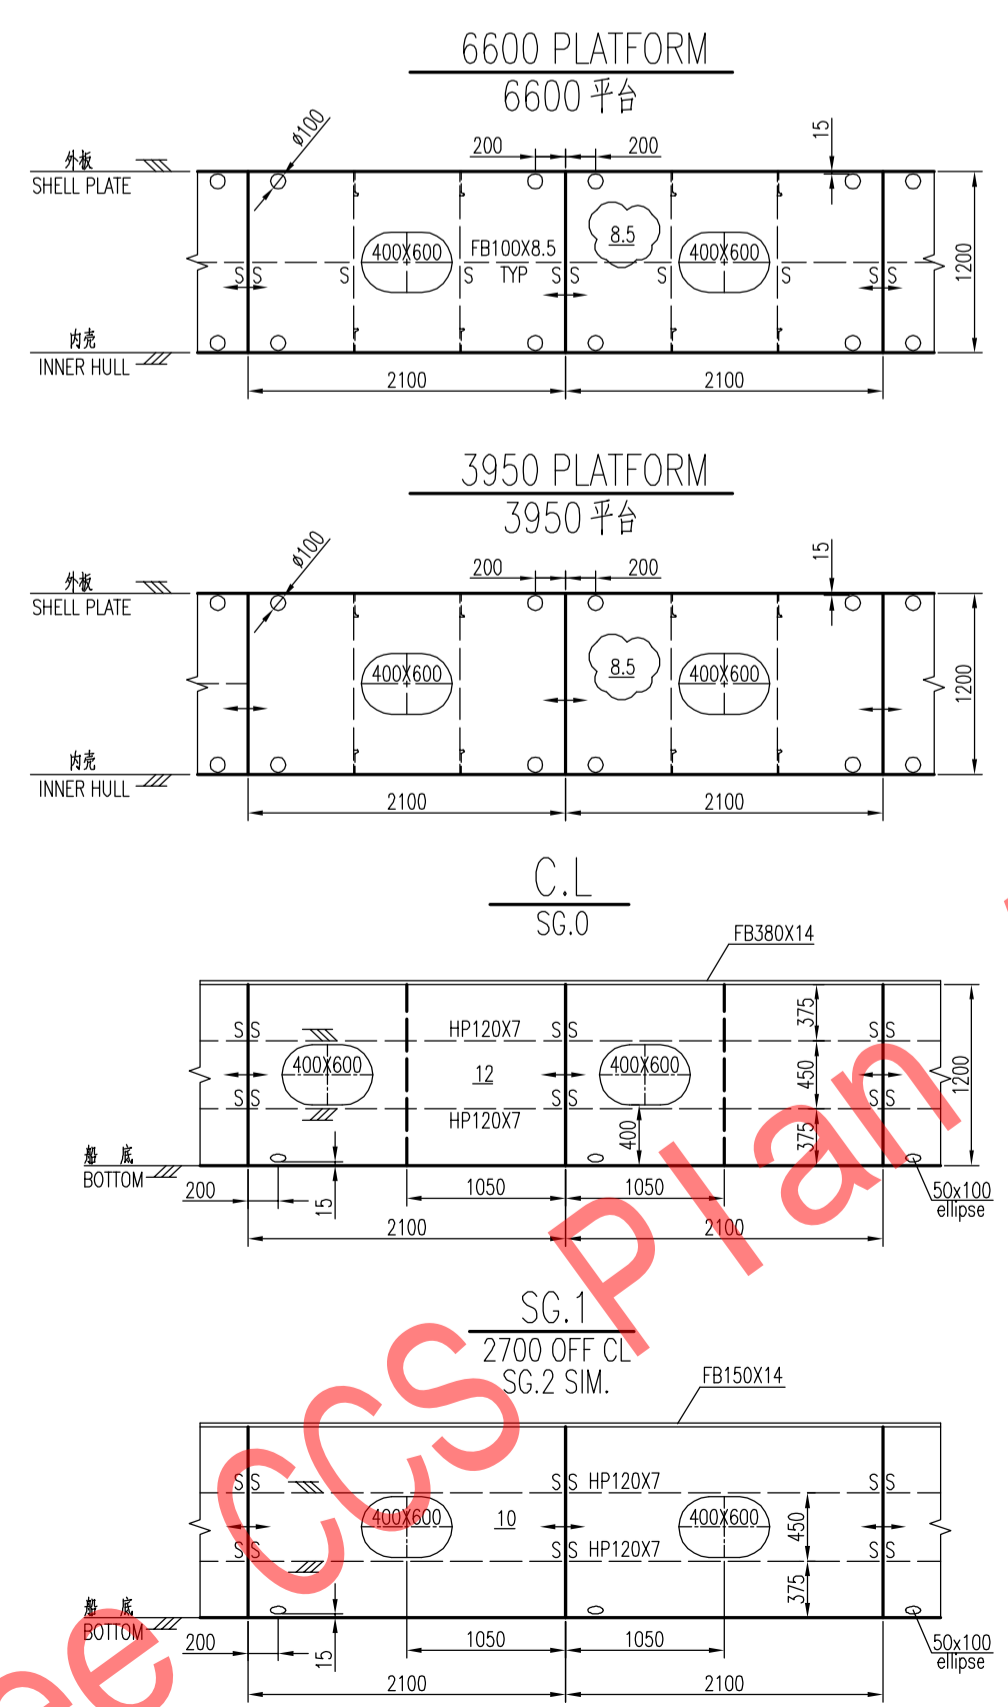 6600 PLATFORM
6600 平台
ø100
200
200
15
外板
SHELL PLATE
400X600
FB100X8.5
TYP
8.5
400X600
1200
S S
S
S
S S
S
S
S S
内壳
INNER HULL
2100
2100
3950 PLATFORM
3950 平台
ø100
200
200
15
外板
SHELL PLATE
400X600
8.5
400X600
1200
内壳
INNER HULL
2100
2100
C.L
SG.0
FB380X14
S S
HP120X7
S S
375
S S
400X600
12
400X600
450
1200
S S
HP120X7
S S
400
375
S S
船 底
BOTTOM
200
15
1050
1050
50x100
ellipse
2100
2100
SG.1
2700 OFF CL
SG.2 SIM.
FB150X14
S S
S S
HP120X7
S S
400X600
10
400X600
450
S S
S S
HP120X7
S S
375
船 底
BOTTOM
200
15
1050
1050
50x100
ellipse
2100
2100
ee CCS Plan